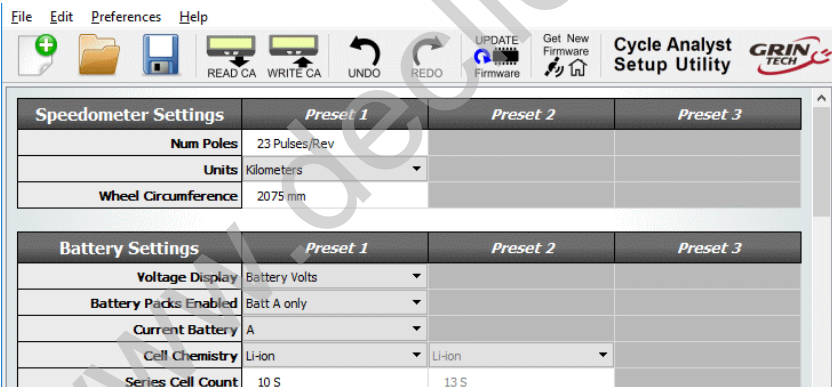 File Edit Preferences Help
READ CA WRITE CA UNDO REDO UPDATE Firmware Get New Firmware Cycle Analyst Setup Utility GRIN TECH
Speedometer Settings Preset 1 Preset 2 Preset 3
Num Poles 23 Pulses/Rev
Units Kilometers
Wheel Circumference 2075 mm
Battery Settings Preset 1 Preset 2 Preset 3
Voltage Display Battery Volts
Battery Packs Enabled Batt A only
Current Battery A
Cell Chemistry Li-ion Li-ion
Series Cell Count 10 S 13 S